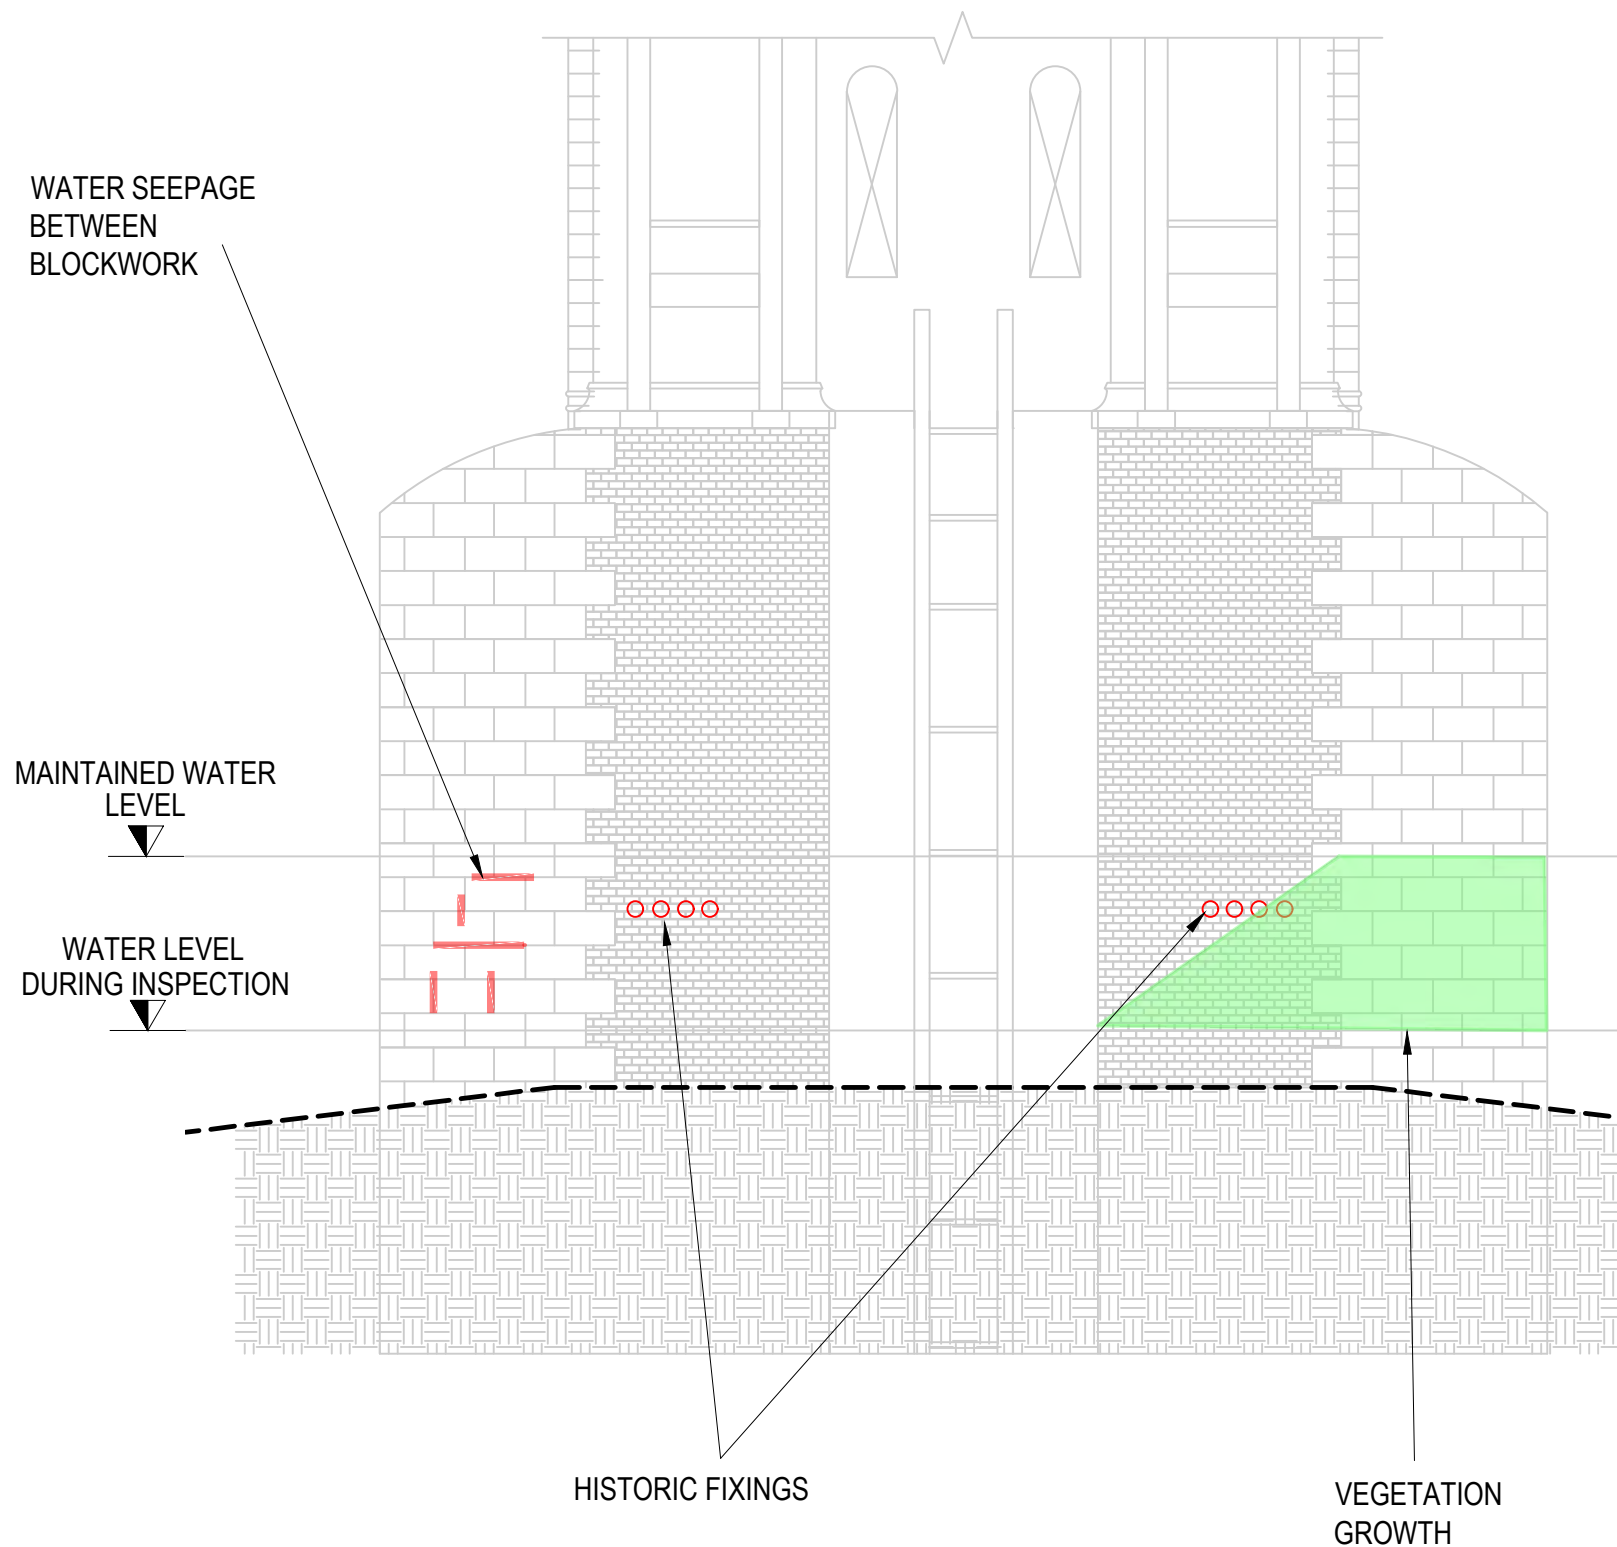 WATER SEEPAGE
BETWEEN
BLOCKWORK
MAINTAINED WATER
LEVEL
WATER LEVEL
DURING INSPECTION
HISTORIC FIXINGS
VEGETATION
GROWTH